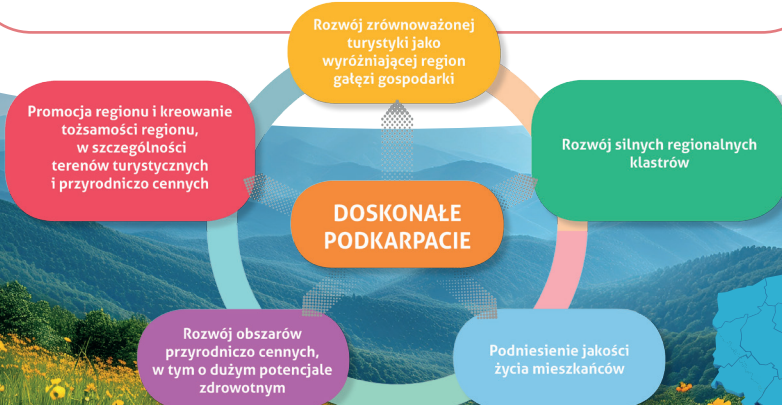 Rozwój zrównoważonej
turystyki jako
wyróżniającej region
gałęzi gospodarki
Promocja regionu i kreowanie
tożsamości regionu,
w szczególności
terenów turystycznych
i przyrodniczo cennych
Rozwój silnych regionalnych
klastrów
DOSKONAŁE
PODKARPACIE
Rozwój obszarów
przyrodniczo cennych,
w tym o dużym potencjale
zdrowotnym
Podniesienie jakości
życia mieszkańców